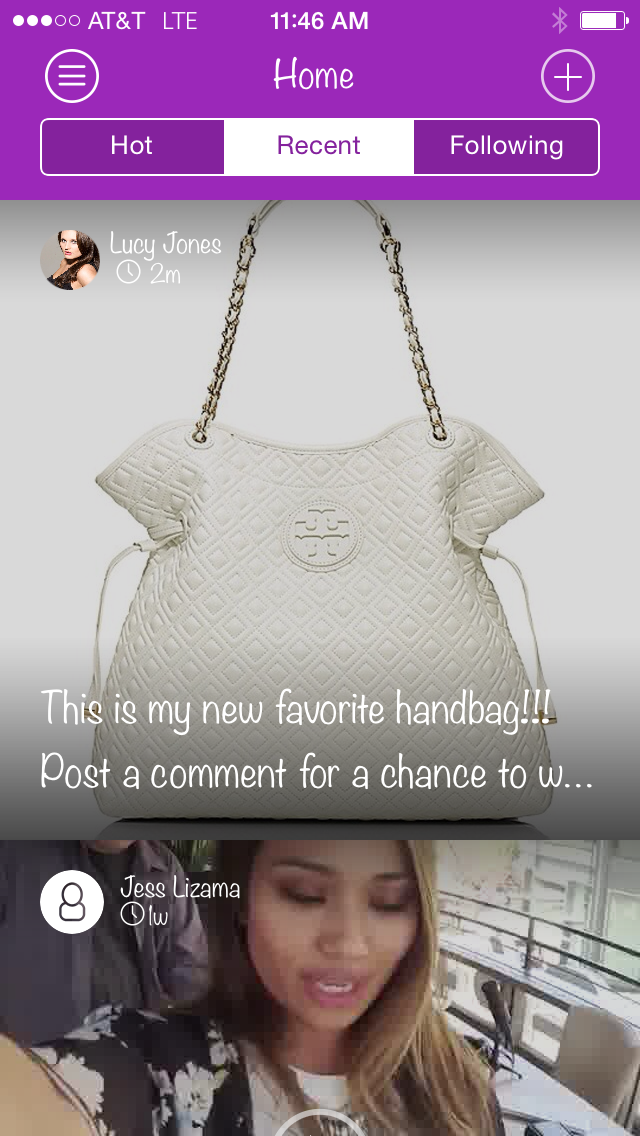 AT&T LTE 11:46 AM
Home
Hot Recent Following
Lucy Jones
2m
This is my new favorite handbag!!!
Post a comment for a chance to w...
Jess Lizama
1w